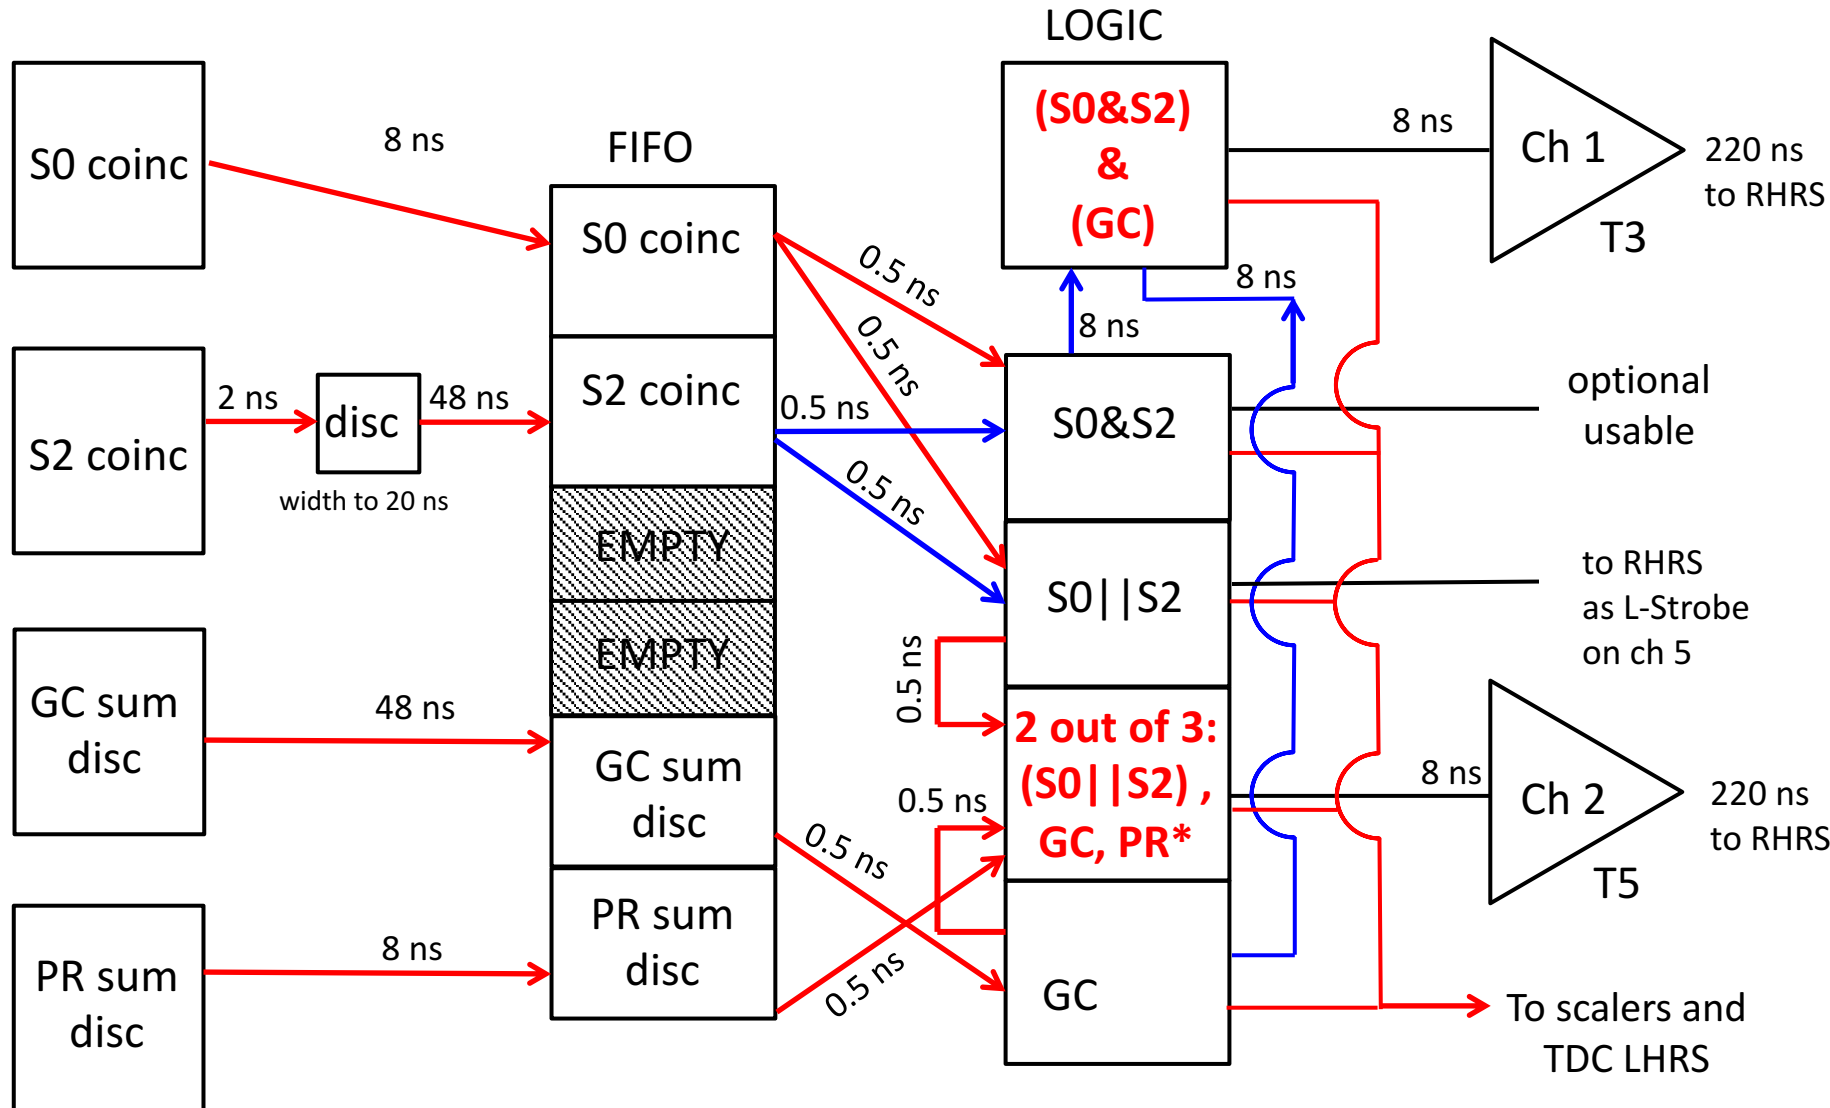 LOGIC
S0 coinc
8 ns
FIFO
S0 coinc
0.5 ns
0.5 ns
(S0&S2)
&
(GC)
8 ns
Ch 1
220 ns
to RHRS
T3
8 ns
8 ns
S2 coinc
2 ns
disc
48 ns
width to 20 ns
S2 coinc
0.5 ns
0.5 ns
S0&S2
optional
usable
EMPTY
EMPTY
S0||S2
to RHRS
as L-Strobe
on ch 5
0.5 ns
GC sum
disc
48 ns
GC sum
disc
0.5 ns
0.5 ns
2 out of 3:
(S0||S2) ,
GC, PR*
8 ns
Ch 2
220 ns
to RHRS
T5
PR sum
disc
8 ns
PR sum
disc
0.5 ns
GC
To scalers and
TDC LHRS